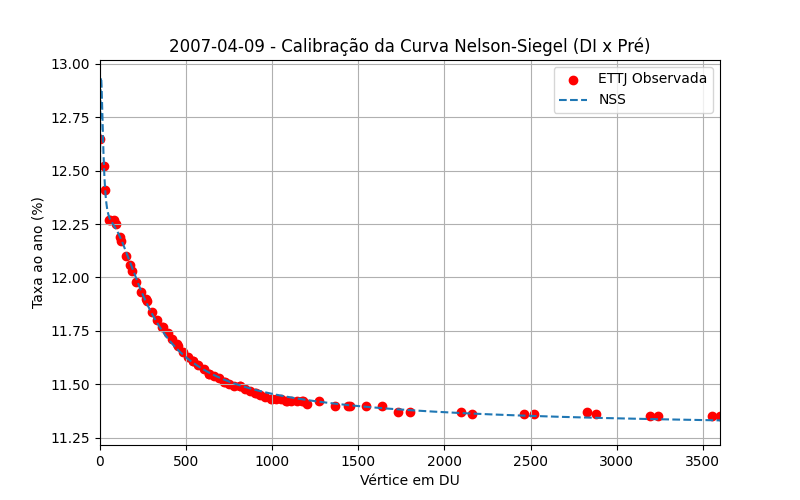 2007-04-09 - Calibração da Curva Nelson-Siegel (DI x Pré)
ETTJ Observada
NSS
Taxa ao ano (%)
13.00
12.75
12.50
12.25
12.00
11.75
11.50
11.25
0 500 1000 1500 2000 2500 3000 3500
Vértice em DU